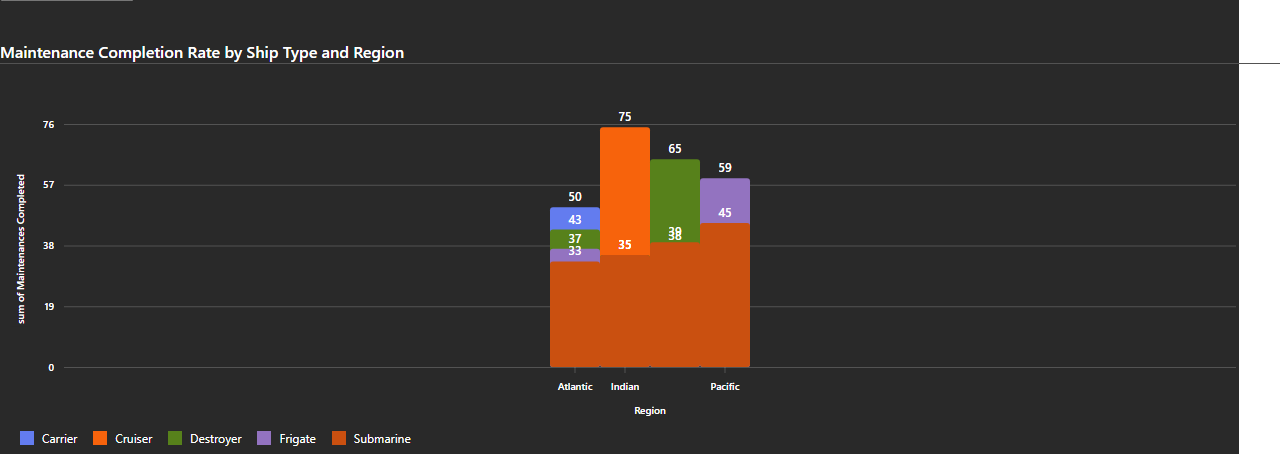 Maintenance Completion Rate by Ship Type and Region
sum of Maintenances Completed
76
57
38
19
0
50
43
37
33
75
35
65
39
38
59
45
Atlantic
Indian
Pacific
Region
Carrier
Cruiser
Destroyer
Frigate
Submarine